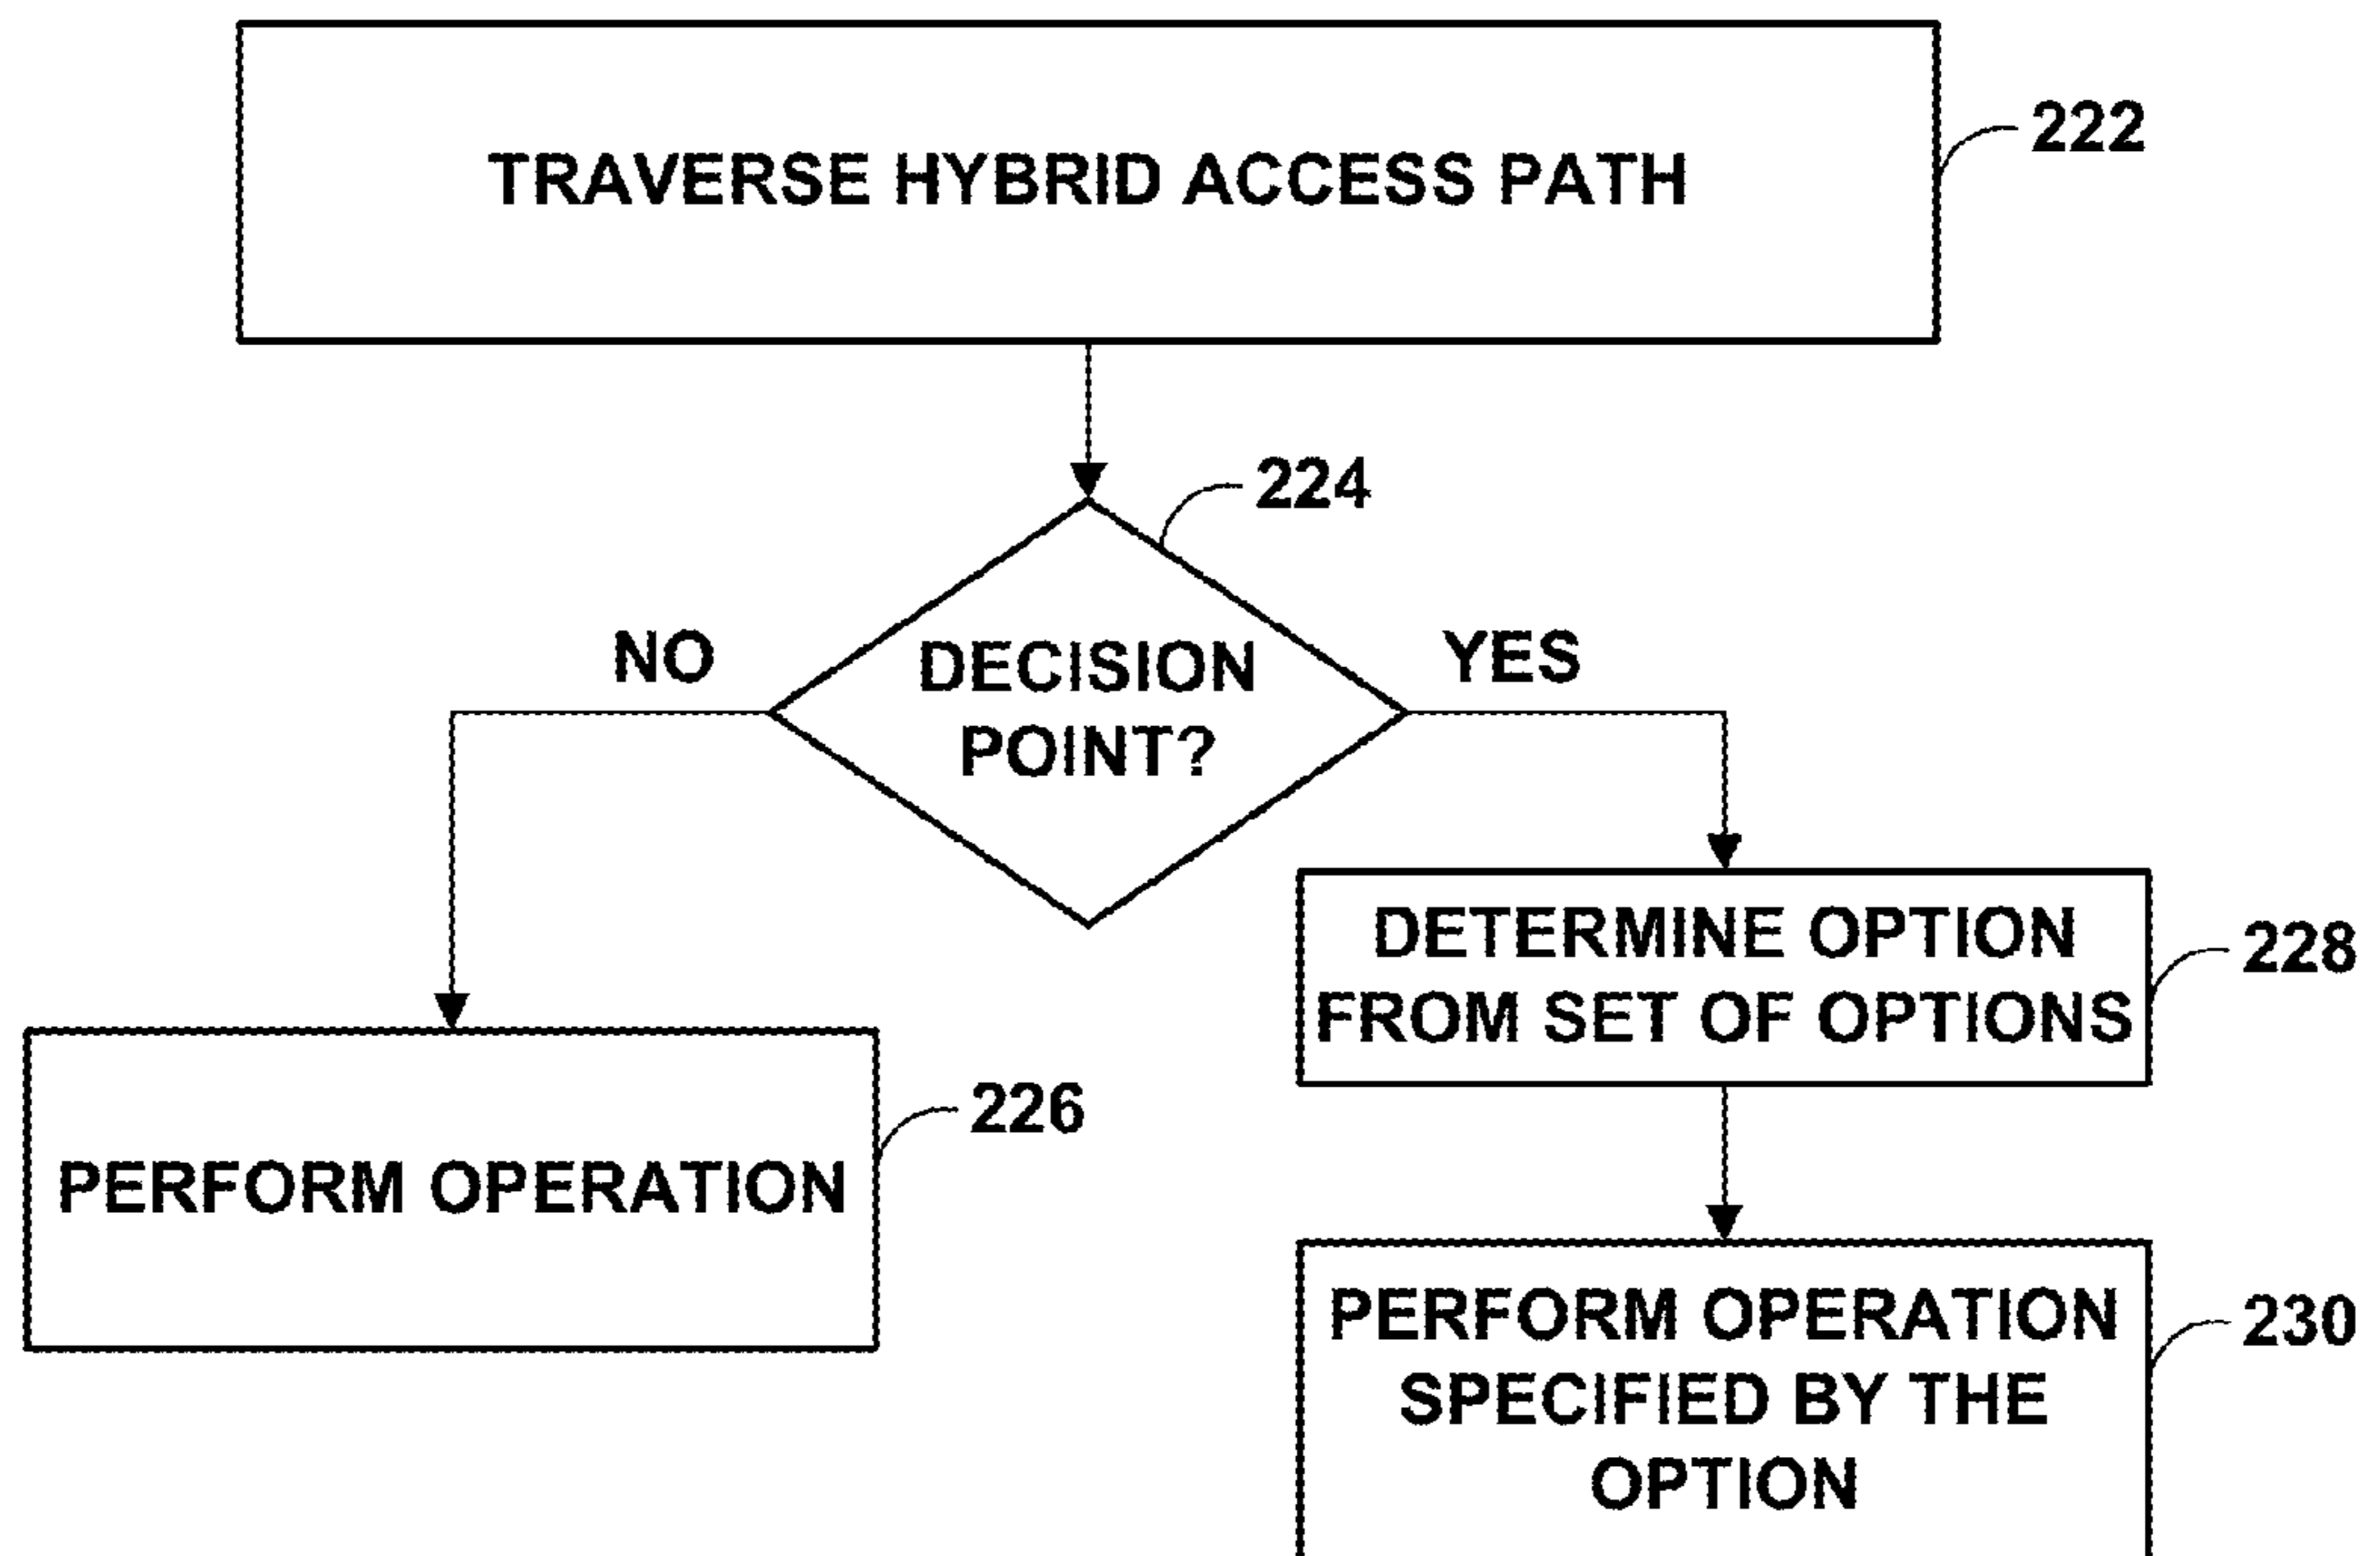 TRAVERSE HYBRID ACCESS PATH
222
224
NO
DECISION
POINT?
YES
DETERMINE OPTION
FROM SET OF OPTIONS
228
226
PERFORM OPERATION
PERFORM OPERATION
SPECIFIED BY THE
OPTION
230